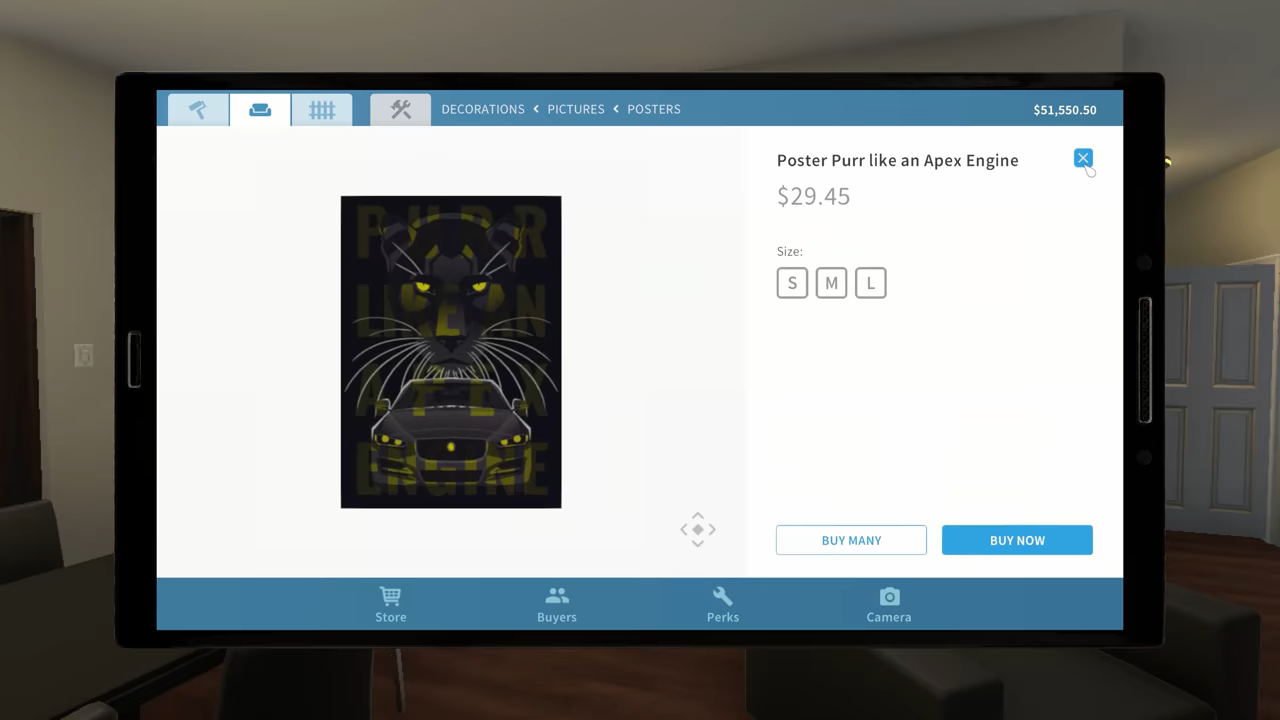 DECORATIONS < PICTURES < POSTERS
$51,550.50
Poster Purr like an Apex Engine
$29.45
Size:
S M L
PURR
LIKE AN
APEX
ENGINE
BUY MANY
BUY NOW
Store
Buyers
Perks
Camera